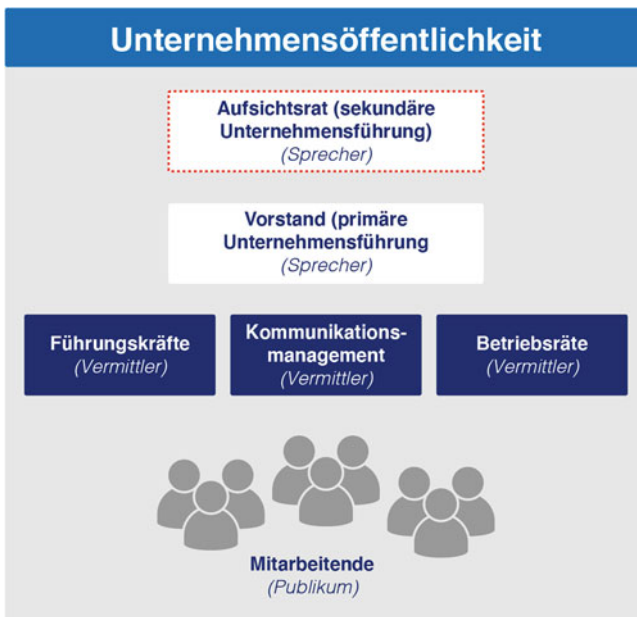 Unternehmensöffentlichkeit
Aufsichtsrat (sekundäre
Unternehmensführung)
(Sprecher)
Vorstand (primäre
Unternehmensführung
(Sprecher)
Führungskräfte
(Vermittler)
Kommunikations-
management
(Vermittler)
Betriebsräte
(Vermittler)
Mitarbeitende
(Publikum)